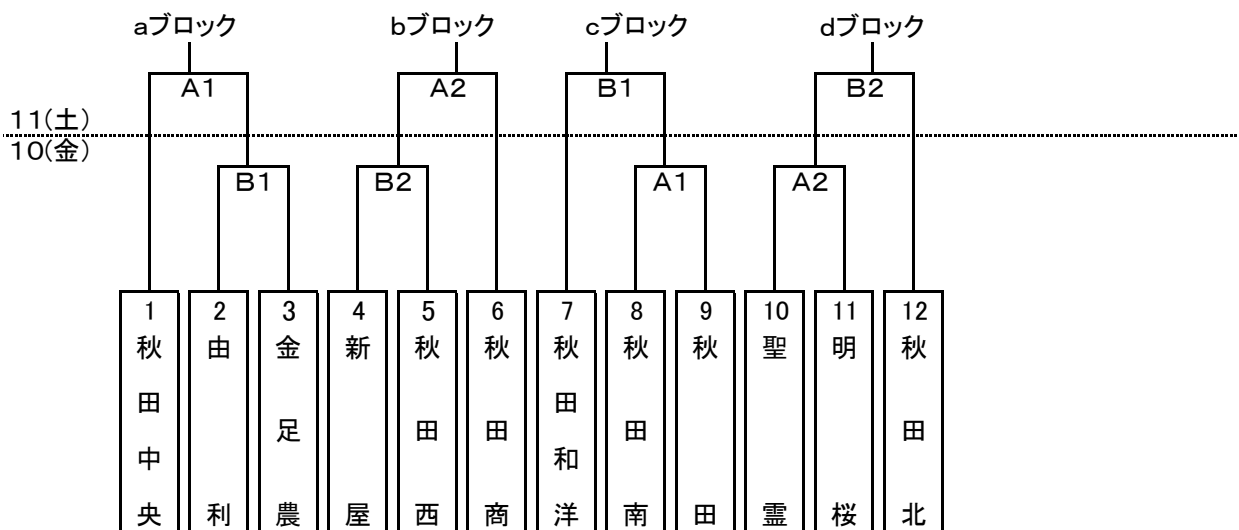 aブロック bブロック cブロック dブロック
A1 A2 B1 B2
11(土)
10(金)
B1 B2 A1 A2
1 2 3 4 5 6 7 8 9 10 11 12
秋田中央
由利
金足農
新屋
秋田西
秋田商
秋田和洋
秋田南
秋田
聖霊
明桜
秋田北